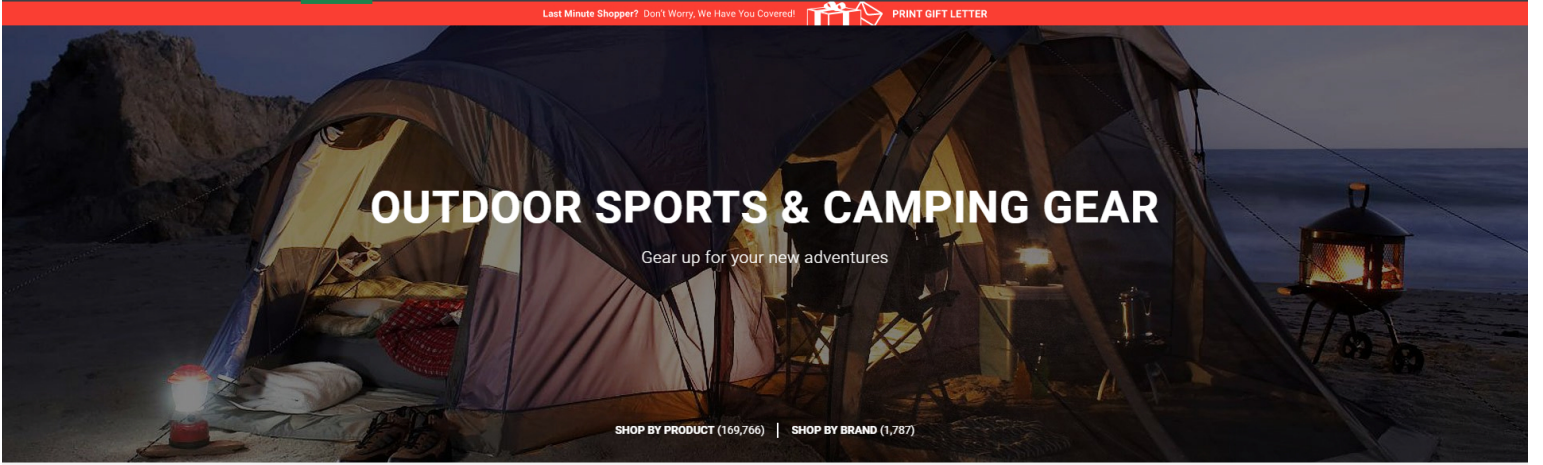 Last Minute Shopper? Don't Worry, We Have You Covered! PRINT GIFT LETTER
OUTDOOR SPORTS & CAMPING GEAR
Gear up for your new adventures
SHOP BY PRODUCT (169,766) | SHOP BY BRAND (1,787)